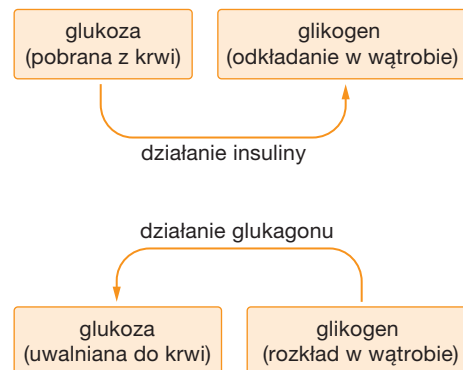 glukoza
(pobrana z krwi)
glikogen
(odkładanie w wątrobie)
działanie insuliny
działanie glukagonu
glukoza
(uwalniana do krwi)
glikogen
(rozkład w wątrobie)